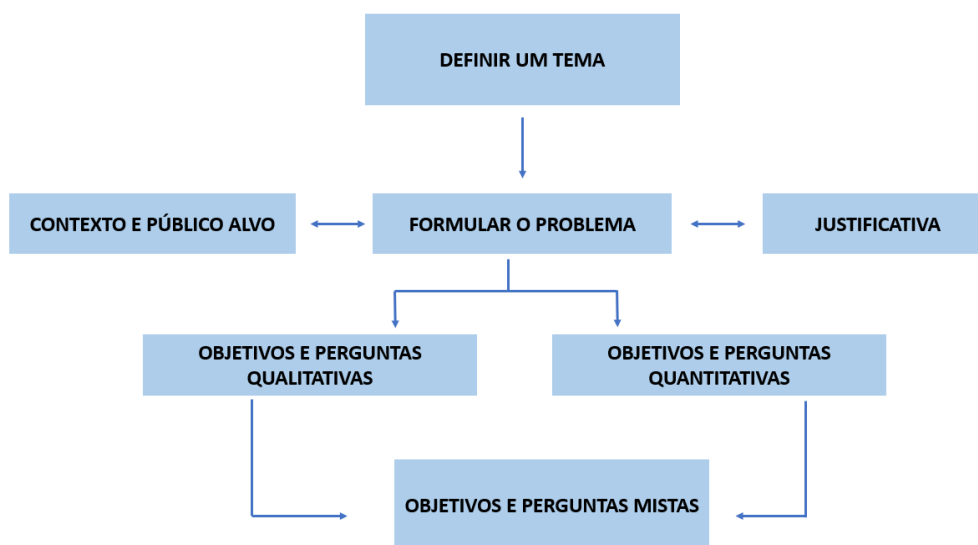 DEFINIR UM TEMA
CONTEXTO E PÚBLICO ALVO
FORMULAR O PROBLEMA
JUSTIFICATIVA
OBJETIVOS E PERGUNTAS
QUALITATIVAS
OBJETIVOS E PERGUNTAS
QUANTITATIVAS
OBJETIVOS E PERGUNTAS MISTAS